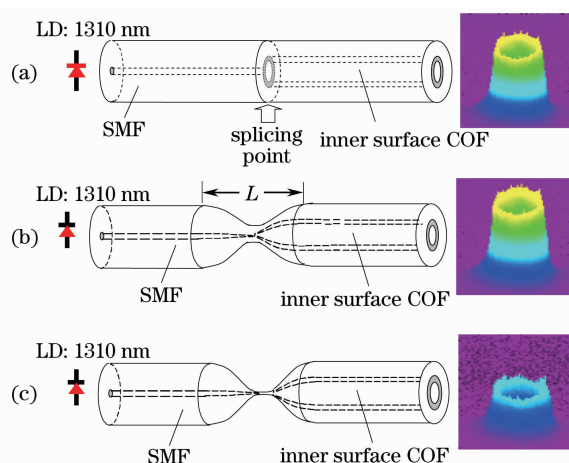 LD: 1310 nm
(a)
SMF
splicing
point
inner surface COF
LD: 1310 nm
L
(b)
SMF
inner surface COF
LD: 1310 nm
(c)
SMF
inner surface COF